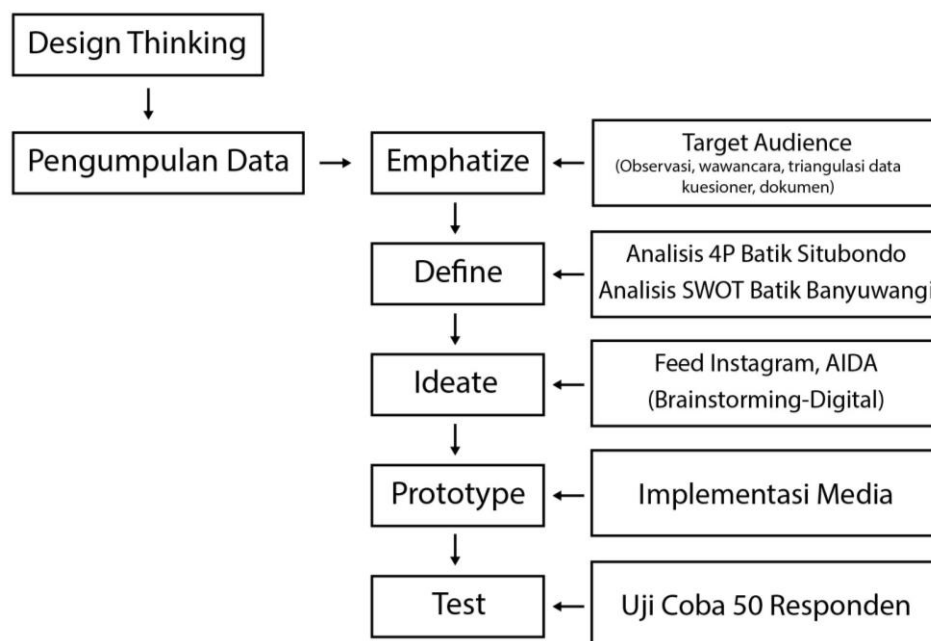 Design Thinking
Pengumpulan Data
Emphatize
Target Audience
(Observasi, wawancara, triangulasi data
kuesioner, dokumen)
Define
Analisis 4P Batik Situbondo
Analisis SWOT Batik Banyuwangi
Ideate
Feed Instagram, AIDA
(Brainstorming-Digital)
Prototype
Implementasi Media
Test
Uji Coba 50 Responden